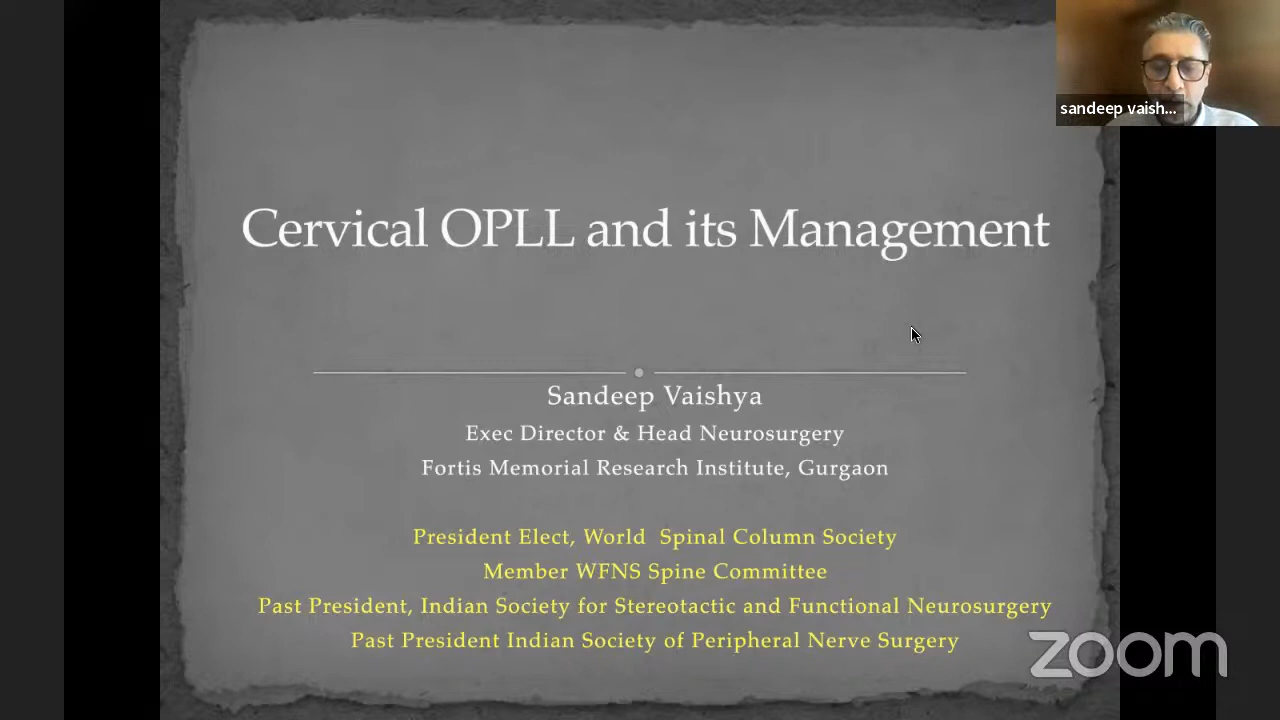 sandeep vaish...
Cervical OPLL and its Management
Sandeep Vaishya
Exec Director & Head Neurosurgery
Fortis Memorial Research Institute, Gurgaon
President Elect, World  Spinal Column Society
Member WFNS Spine Committee
Past President, Indian Society for Stereotactic and Functional Neurosurgery
Past President Indian Society of Peripheral Nerve Surgery
zoom